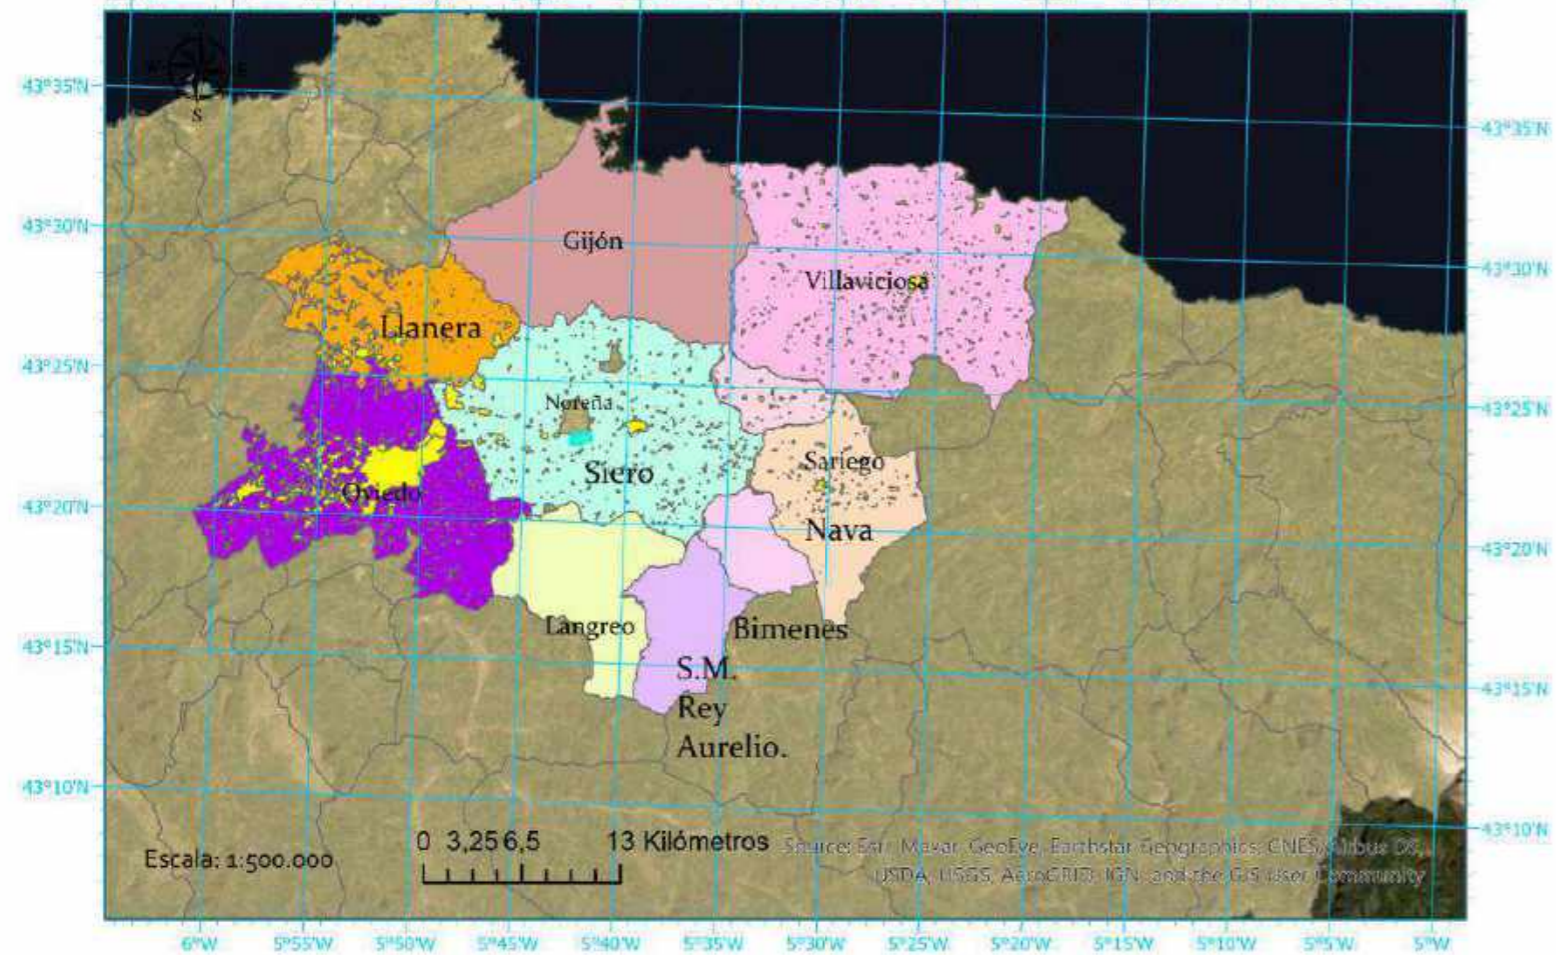 S
43°35'N
43°35'N
43°30'N
43°30'N
Gijón
Villaviciosa
Llanera
43°25'N
43°25'N
Noreña
Sariego
Siero
Oviedo
43°20'N
Nava
43°20'N
Langreo
Bimenes
43°15'N
S.M.
Rey
Aurelio.
43°15'N
43°10'N
43°10'N
0 3,25 6,5 13 Kilómetros
Escala: 1:500.000
Source: Esri, Maxar, GeoEye, Earthstar Geographics, CNES/Airbus DS,
USDA, USGS, AeroGRID, IGN, and the GIS User Community
6°W 5°55'W 5°50'W 5°45'W 5°40'W 5°35'W 5°30'W 5°25'W 5°20'W 5°15'W 5°10'W 5°5'W 5°W